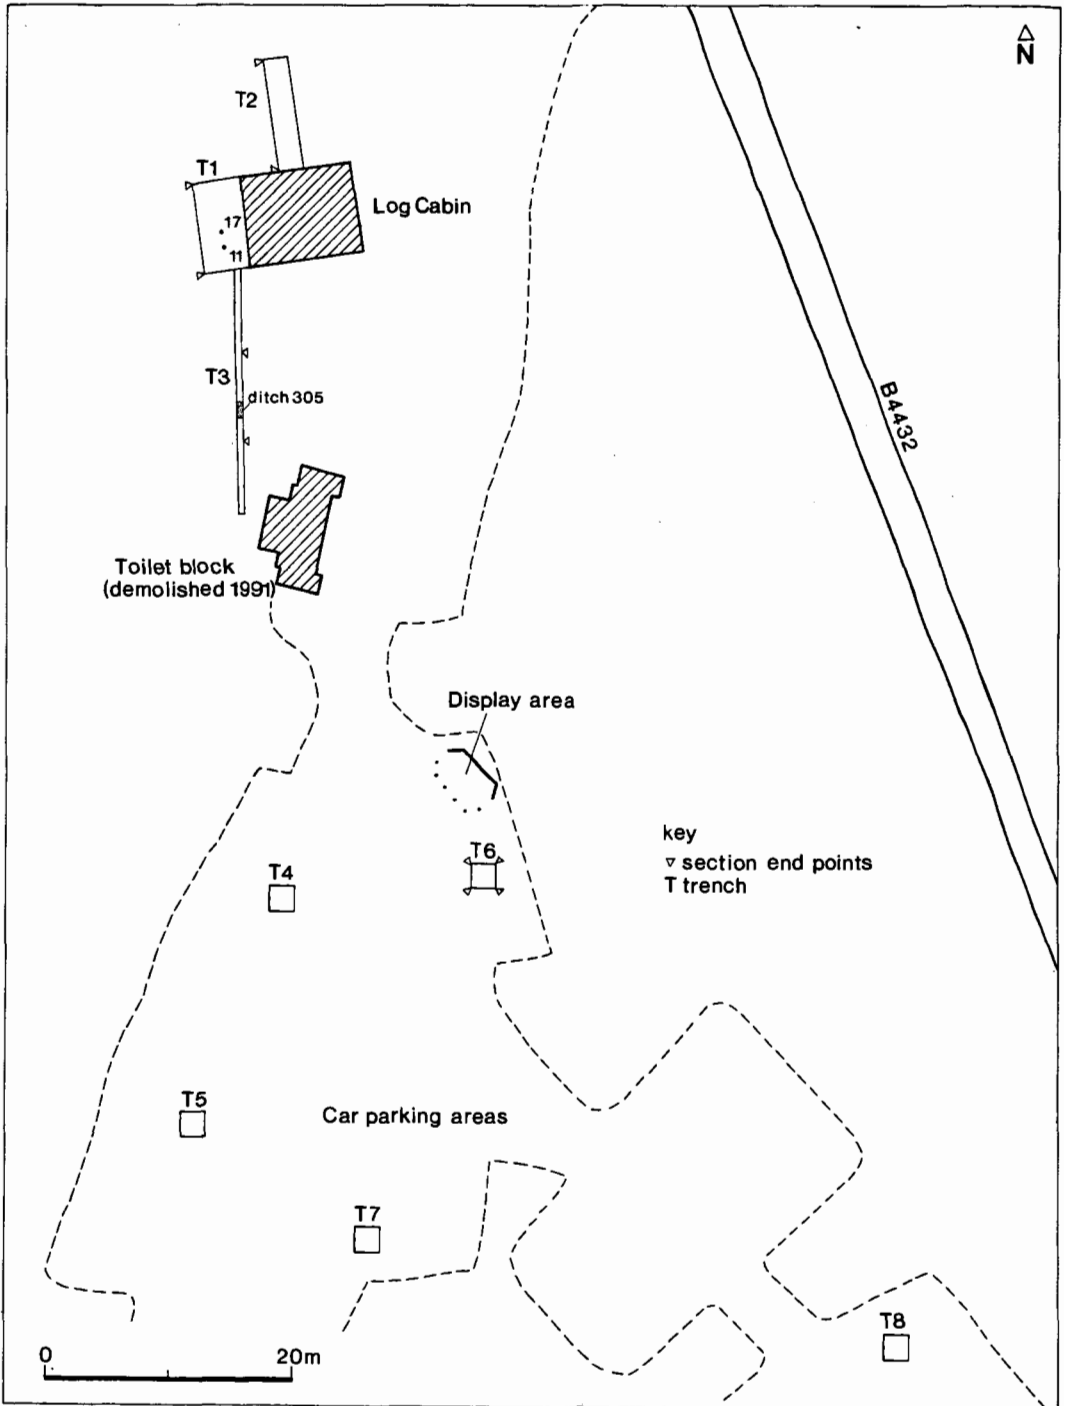 N
T2
T1
Log Cabin
17
11
T3
ditch 305
B4432
Toilet block
(demolished 1991)
Display area
key
▿ section end points
T trench
T6
T4
T5
Car parking areas
T7
T8
0
20m